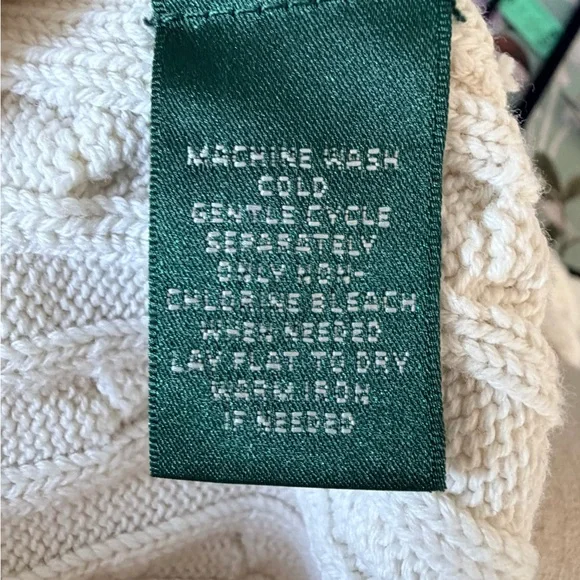 MACHINE WASH
COLD
GENTLE CYCLE
SEPARATELY
ONLY NON-
CHLORINE BLEACH
WHEN NEEDED
LAY FLAT TO DRY
WARM IRON
IF NEEDED